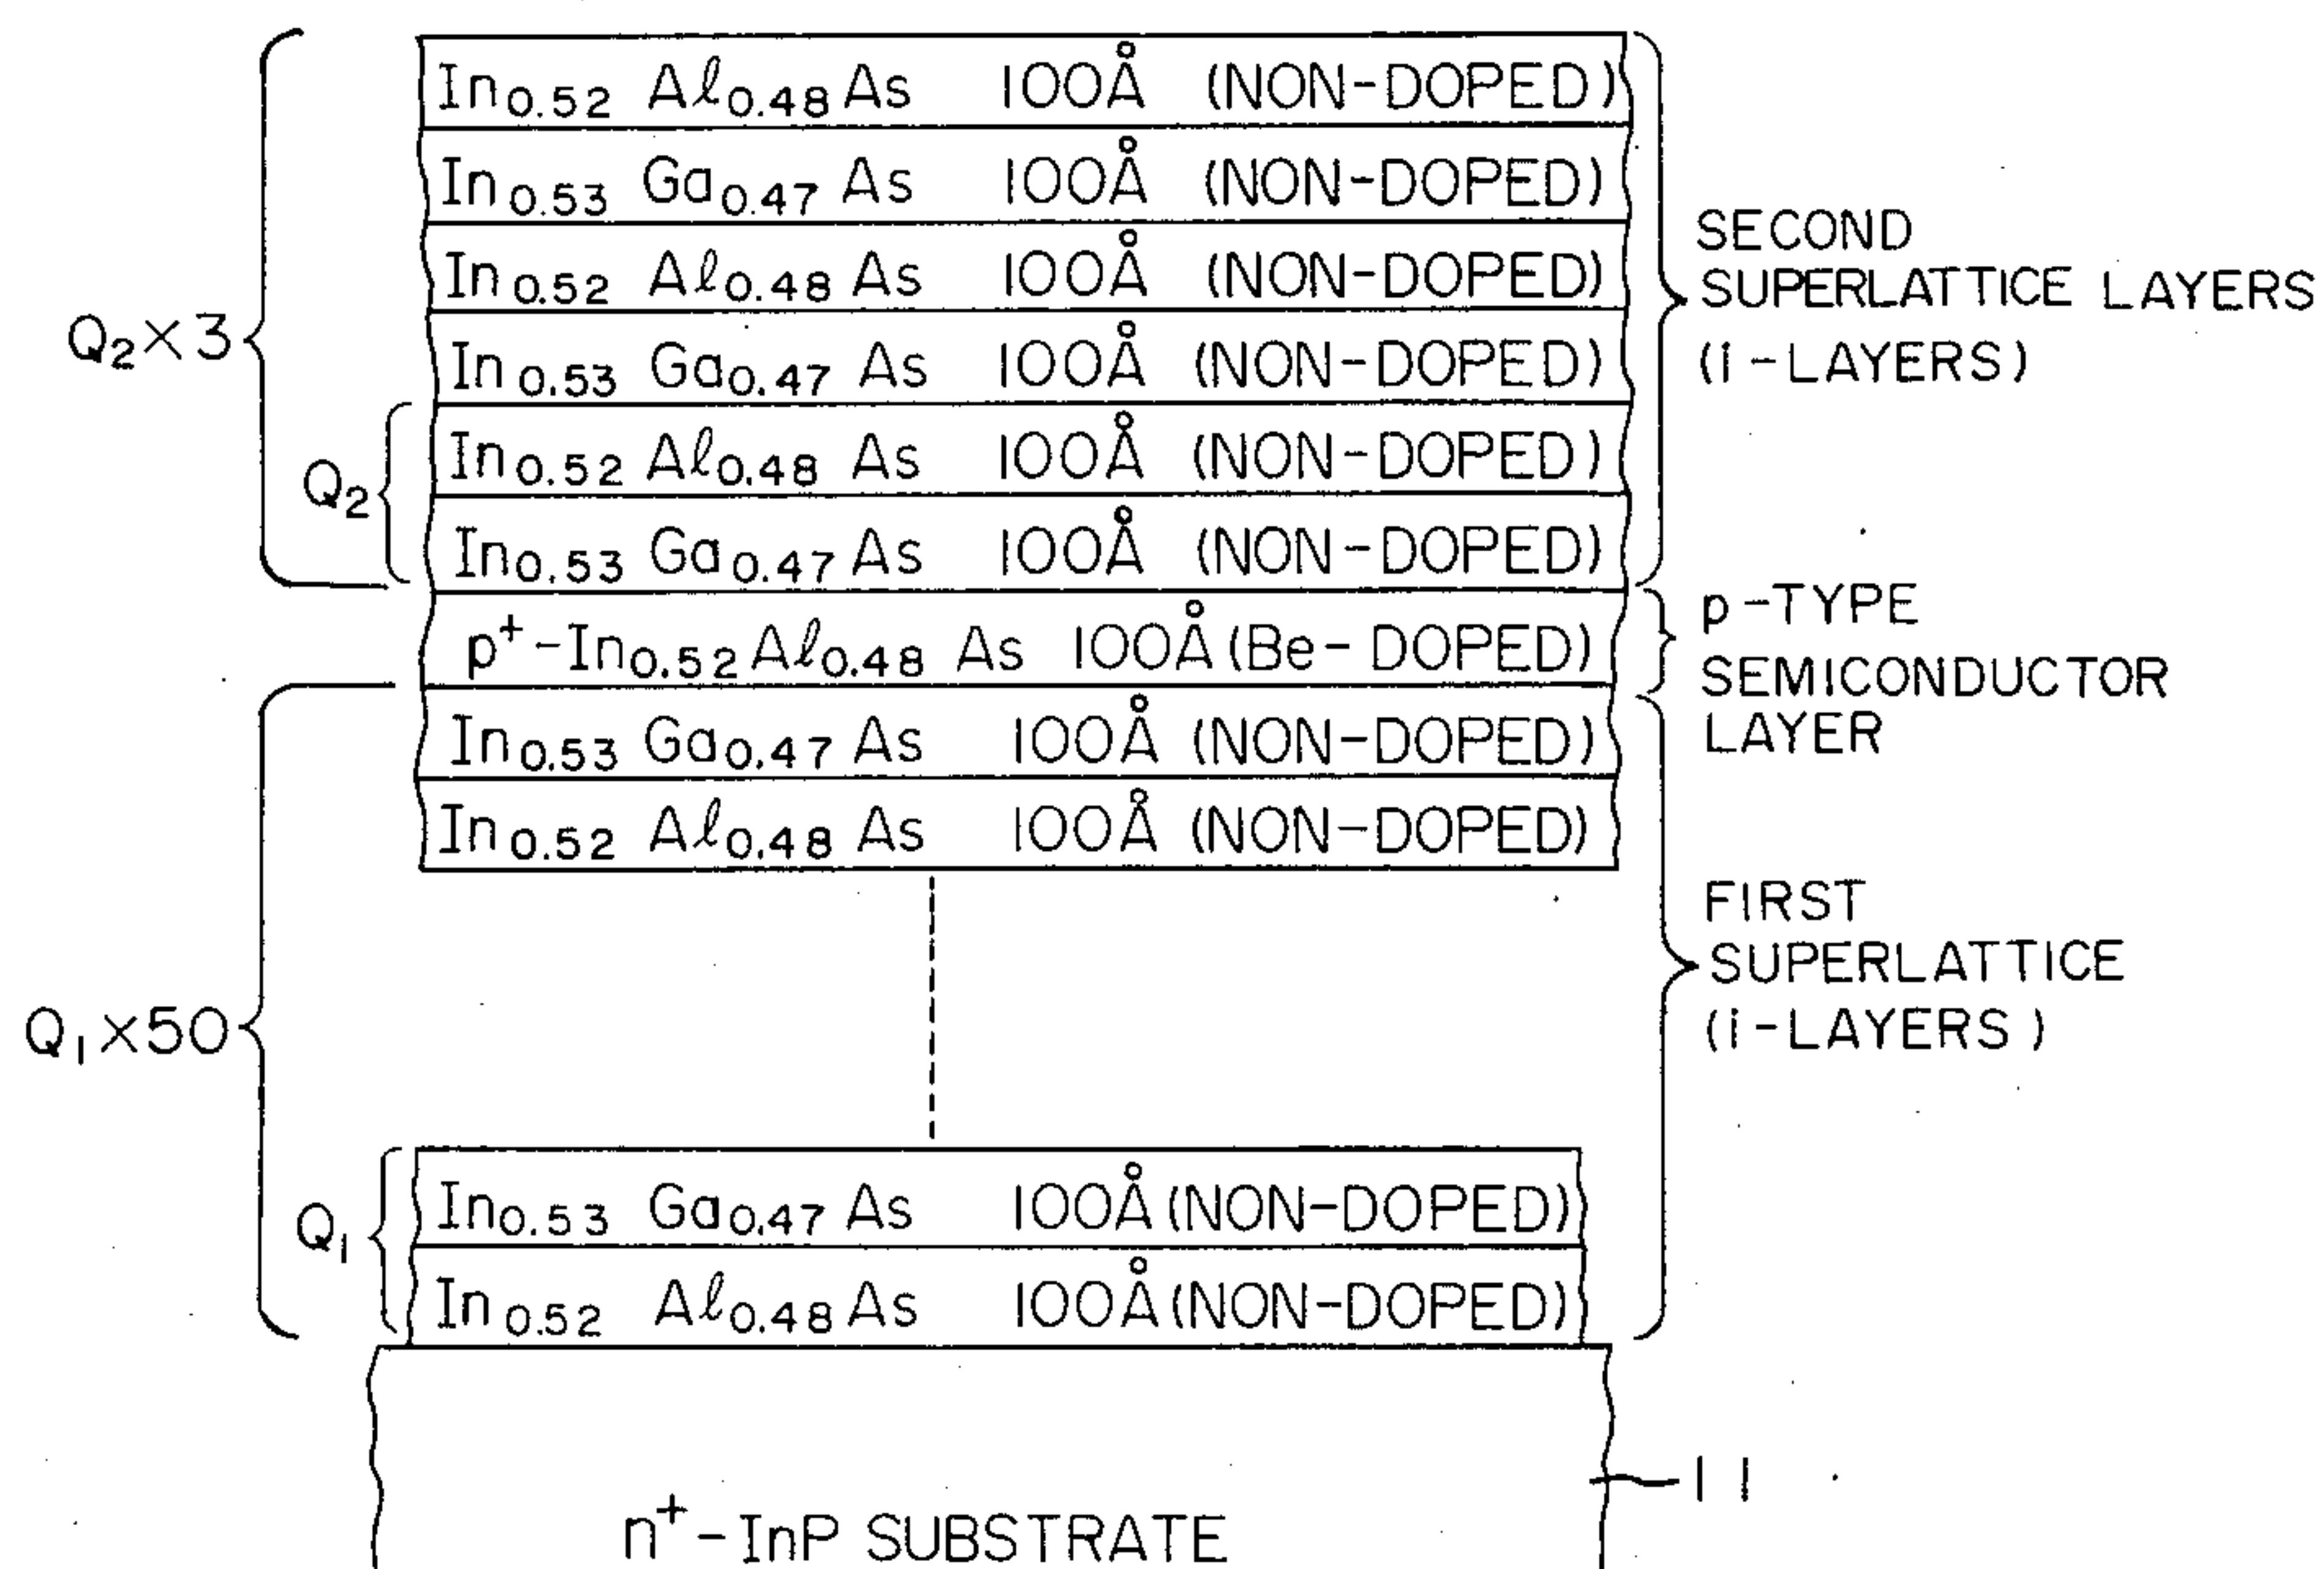 In0.52 Aℓ0.48 As 100Å (NON-DOPED)
In0.53 Ga0.47 As 100Å (NON-DOPED)
In0.52 Aℓ0.48 As 100Å (NON-DOPED)
In0.53 Ga0.47 As 100Å (NON-DOPED)
In0.52 Aℓ0.48 As 100Å (NON-DOPED)
In0.53 Ga0.47 As 100Å (NON-DOPED)
Q2×3
Q2
SECOND
SUPERLATTICE LAYERS
(i-LAYERS)
p+-In0.52 Aℓ0.48 As 100Å (Be-DOPED)
p-TYPE
SEMICONDUCTOR
LAYER
In0.53 Ga0.47 As 100Å (NON-DOPED)
In0.52 Aℓ0.48 As 100Å (NON-DOPED)
Q1×50
FIRST
SUPERLATTICE
(i-LAYERS)
Q1
In0.53 Ga0.47 As 100Å (NON-DOPED)
In0.52 Aℓ0.48 As 100Å (NON-DOPED)
11
n+-InP SUBSTRATE